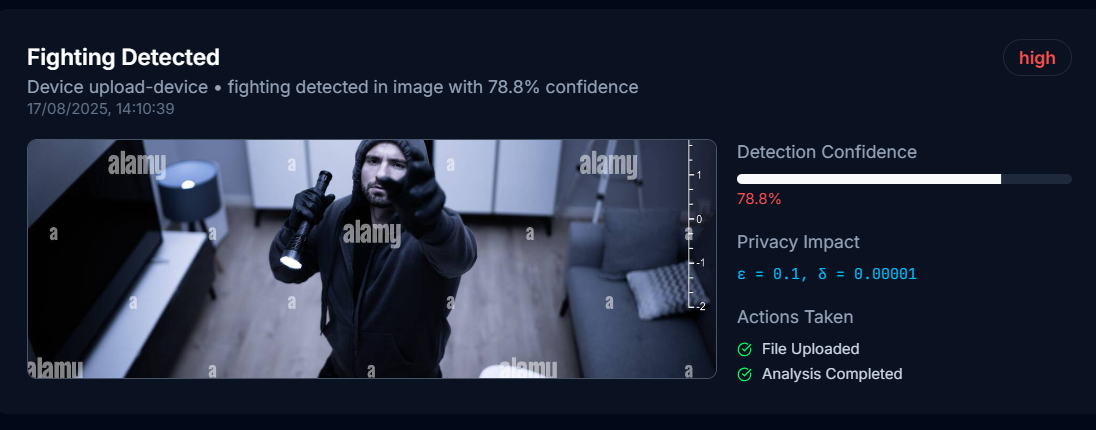 Fighting Detected
high
Device upload-device • fighting detected in image with 78.8% confidence
17/08/2025, 14:10:39
alamy
a
a
alamy
1
0
a
a
alamy
a
a
-1
a
a
a
a
-2
alamy
a
a
alamy
a
Detection Confidence
78.8%
Privacy Impact
ε = 0.1, δ = 0.00001
Actions Taken
File Uploaded
Analysis Completed